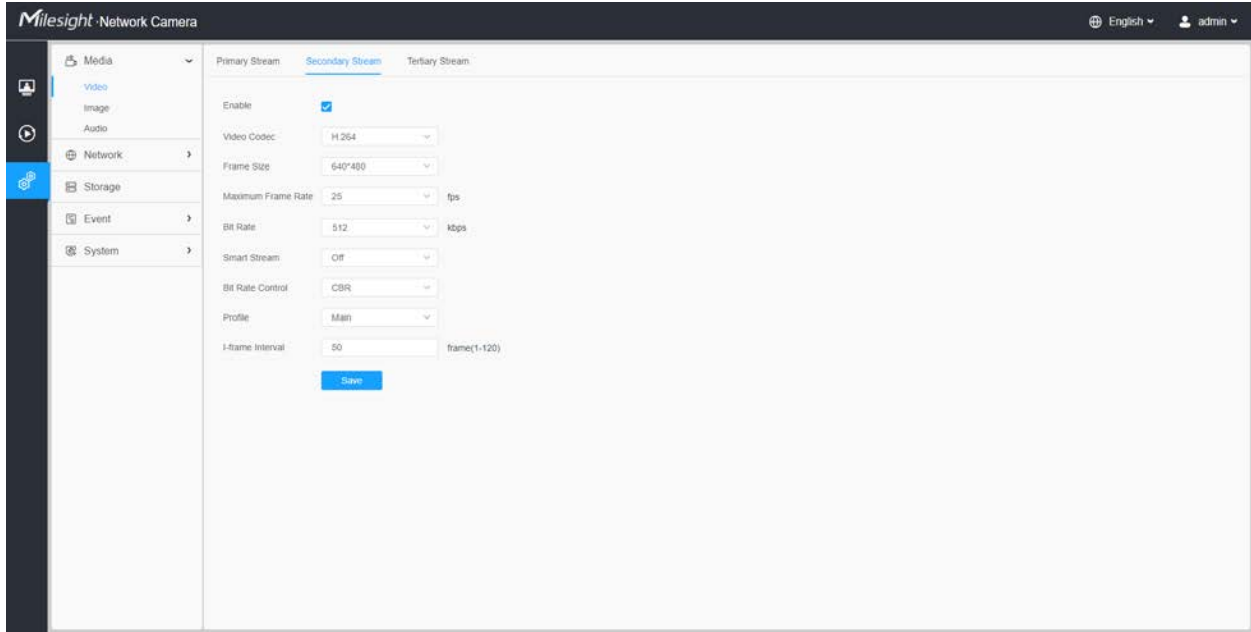 Milesight ·Network Camera
English
admin
Media
Video
Image
Audio
Network
Storage
Event
System
Primary Stream Secondary Stream Tertiary Stream
Enable
Video Codec H.264
Frame Size 640*480
Maximum Frame Rate 25 fps
Bit Rate 512 kbps
Smart Stream Off
Bit Rate Control CBR
Profile Main
I-frame Interval 50 frame(1-120)
Save